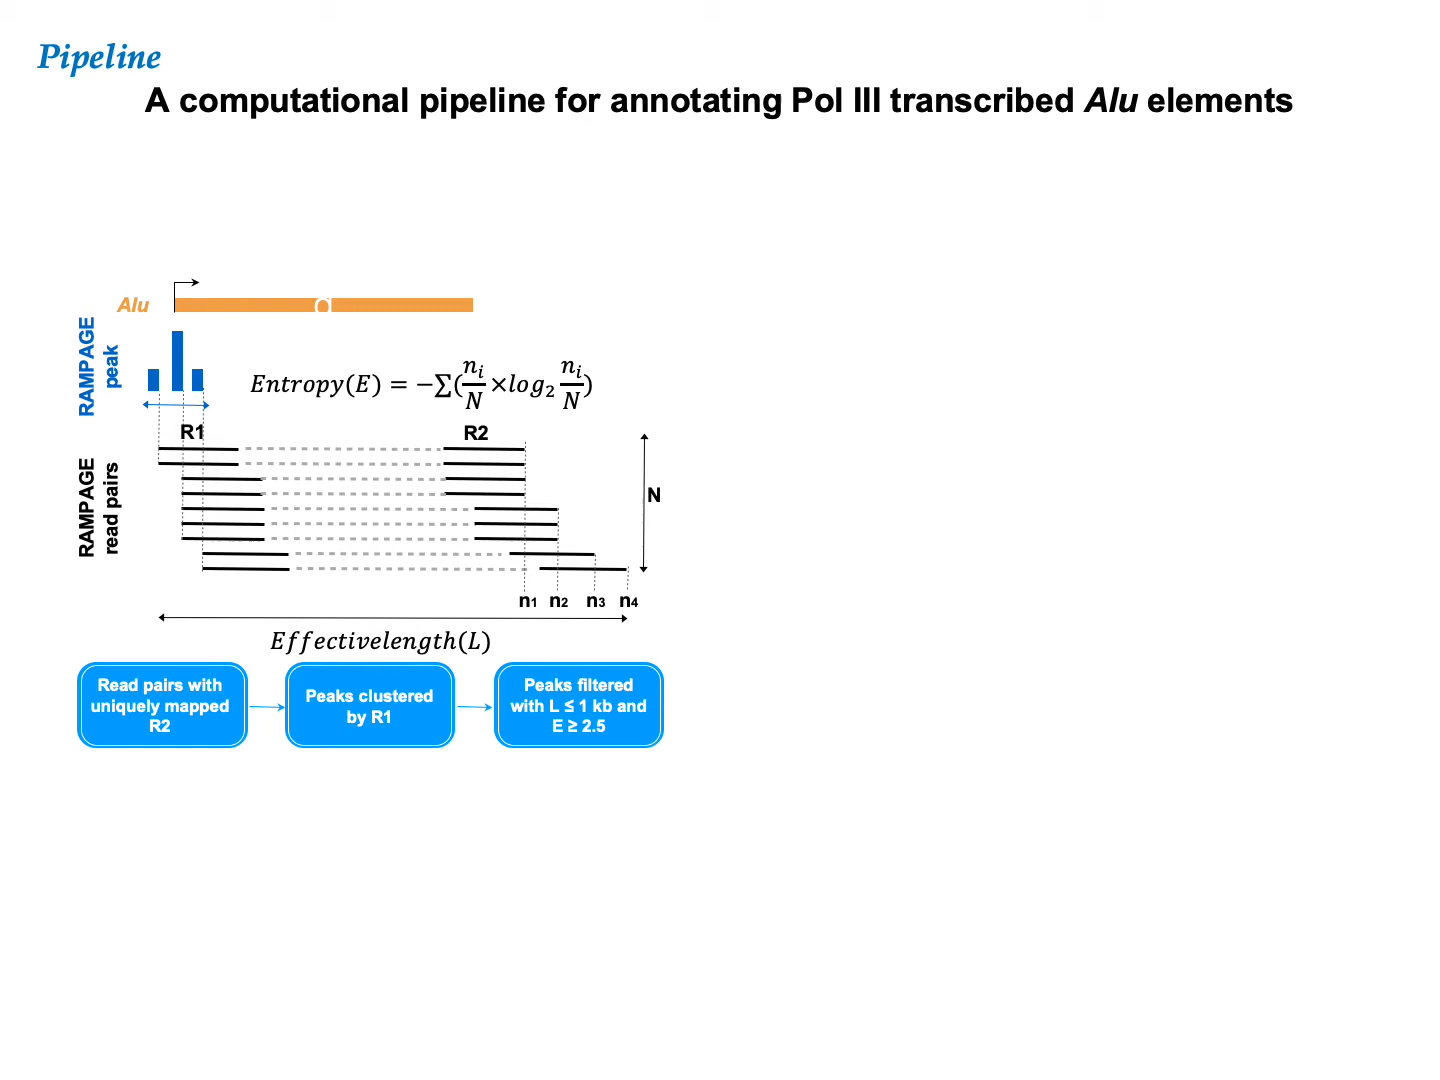 Pipeline
A computational pipeline for annotating Pol III transcribed Alu elements
Alu
RAMPAGE
peak
Entropy(E) = −∑(nᵢ/N ×log₂ nᵢ/N)
R1
R2
RAMPAGE
read pairs
N
n1 n2 n3 n4
Effectivelength(L)
Read pairs with
uniquely mapped
R2
Peaks clustered
by R1
Peaks filtered
with L ≤ 1 kb and
E ≥ 2.5